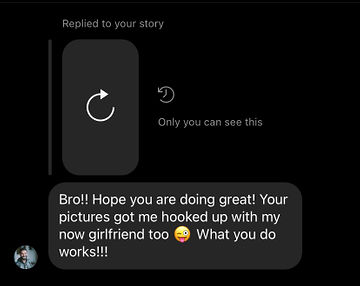 Replied to your story
Only you can see this
Bro!! Hope you are doing great! Your
pictures got me hooked up with my
now girlfriend too 😜 What you do
works!!!